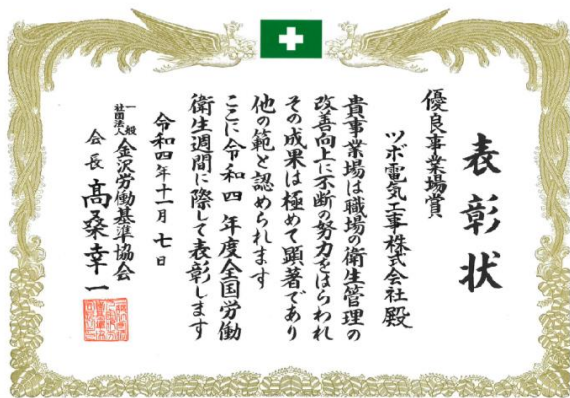 表彰状
優良事業場賞
ツボ電気工事株式会社殿
貴事業場は職場の衛生管理の
改善向上に不断の努力をはらわれ
その成果は極めて顕著であり
他の範と認められます
ここに令和四年度全国労働
衛生週間に際して表彰します
令和四年十一月七日
一般社団法人金沢労働基準協会
会長髙桑幸一